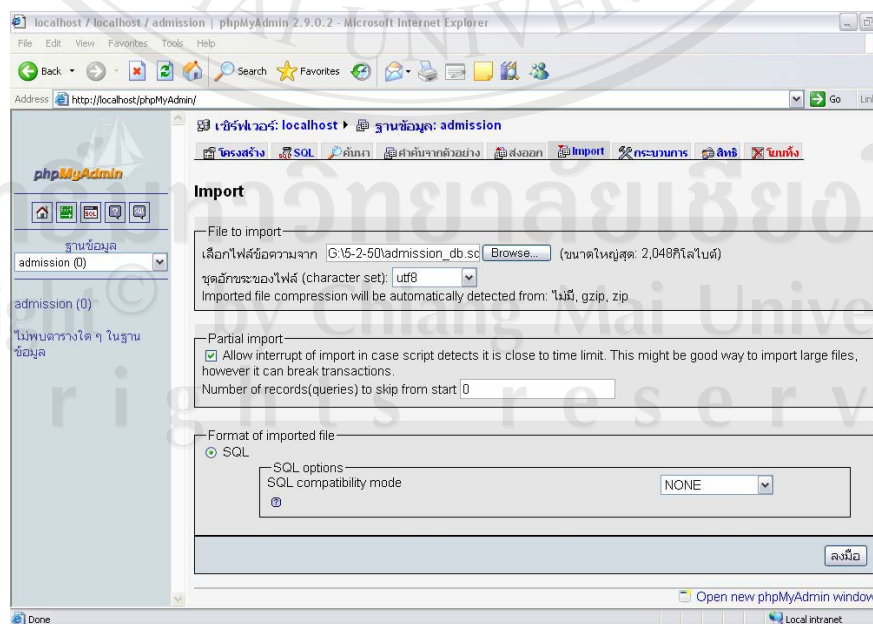 localhost / localhost / admission | phpMyAdmin 2.9.0.2 - Microsoft Internet Explorer
File Edit View Favorites Tools Help
Back Search Favorites
Address http://localhost/phpMyAdmin/ Go
phpMyAdmin
ฐานข้อมูล
admission (0)
admission (0)
ไม่พบตารางใด ๆ ในฐาน
ข้อมูล
เซิร์ฟเวอร์: localhost ฐานข้อมูล: admission
โครงสร้าง SQL ค้นหา คำค้นจากตัวอย่าง ส่งออก Import กระบวนการ สิทธิ โยนทิ้ง
Import
File to import
เลือกไฟล์ข้อความจาก G:\5-2-50\admission_db.sc Browse... (ขนาดใหญ่สุด: 2,048กิโลไบต์)
ชุดอักขระของไฟล์ (character set): utf8
Imported file compression will be automatically detected from: ไม่มี, gzip, zip
Partial import
Allow interrupt of import in case script detects it is close to time limit. This might be good way to import large files,
however it can break transactions.
Number of records(queries) to skip from start 0
Format of imported file
SQL
SQL options
SQL compatibility mode NONE
ลงมือ
Open new phpMyAdmin window
Done Local intranet
by Chiang Mai Unive
rights reserv